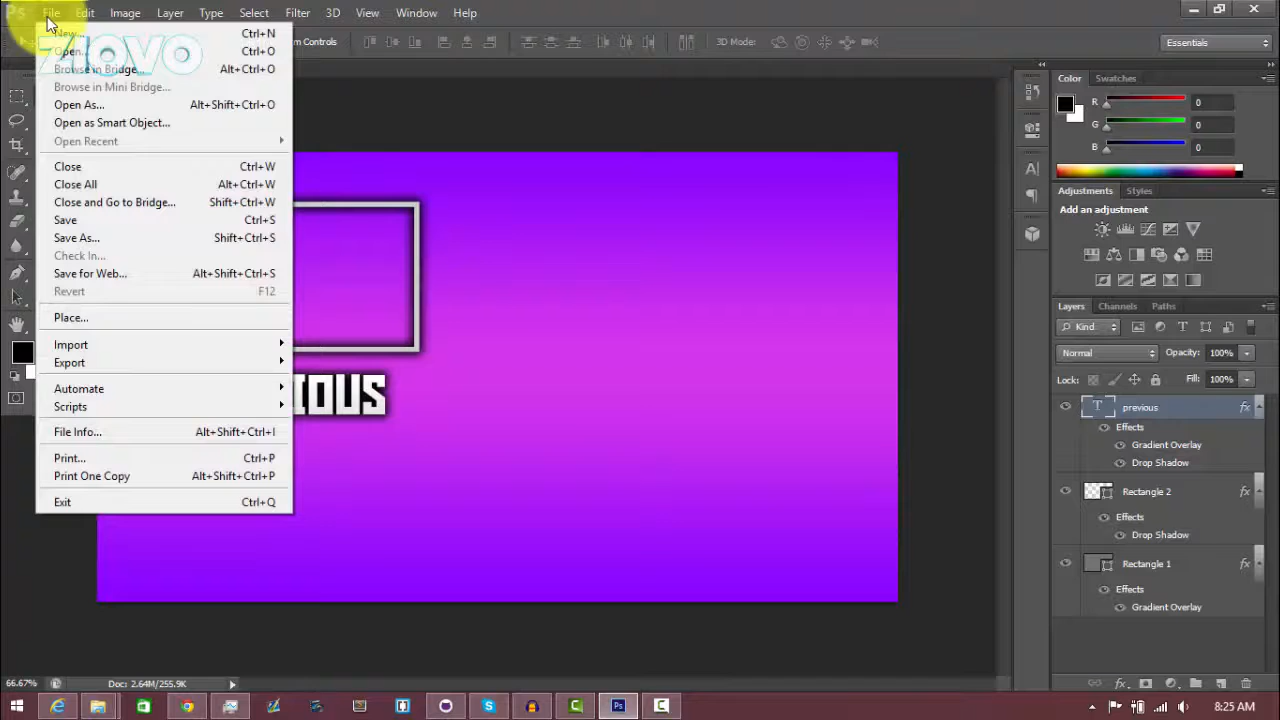 Ps File Edit Image Layer Type Select Filter 3D View Window Help
m Controls 3D Mode: Essentials
ZIOVO
New... Ctrl+N
Open... Ctrl+O
Browse in Bridge... Alt+Ctrl+O
Browse in Mini Bridge...
Open As... Alt+Shift+Ctrl+O
Open as Smart Object...
Open Recent
Close Ctrl+W
Close All Alt+Ctrl+W
Close and Go to Bridge... Shift+Ctrl+W
Save Ctrl+S
Save As... Shift+Ctrl+S
Check In...
Save for Web... Alt+Shift+Ctrl+S
Revert F12
Place...
Import
Export
Automate
Scripts
File Info... Alt+Shift+Ctrl+I
Print... Ctrl+P
Print One Copy Alt+Shift+Ctrl+P
Exit Ctrl+Q
IOUS
Color Swatches
R 0
G 0
B 0
Adjustments Styles
Add an adjustment
Layers Channels Paths
Kind
Normal Opacity: 100%
Lock: Fill: 100%
T previous fx
Effects
Gradient Overlay
Drop Shadow
Rectangle 2 fx
Effects
Drop Shadow
Rectangle 1 fx
Effects
Gradient Overlay
66.67% Doc: 2.64M/255.9K
8:25 AM